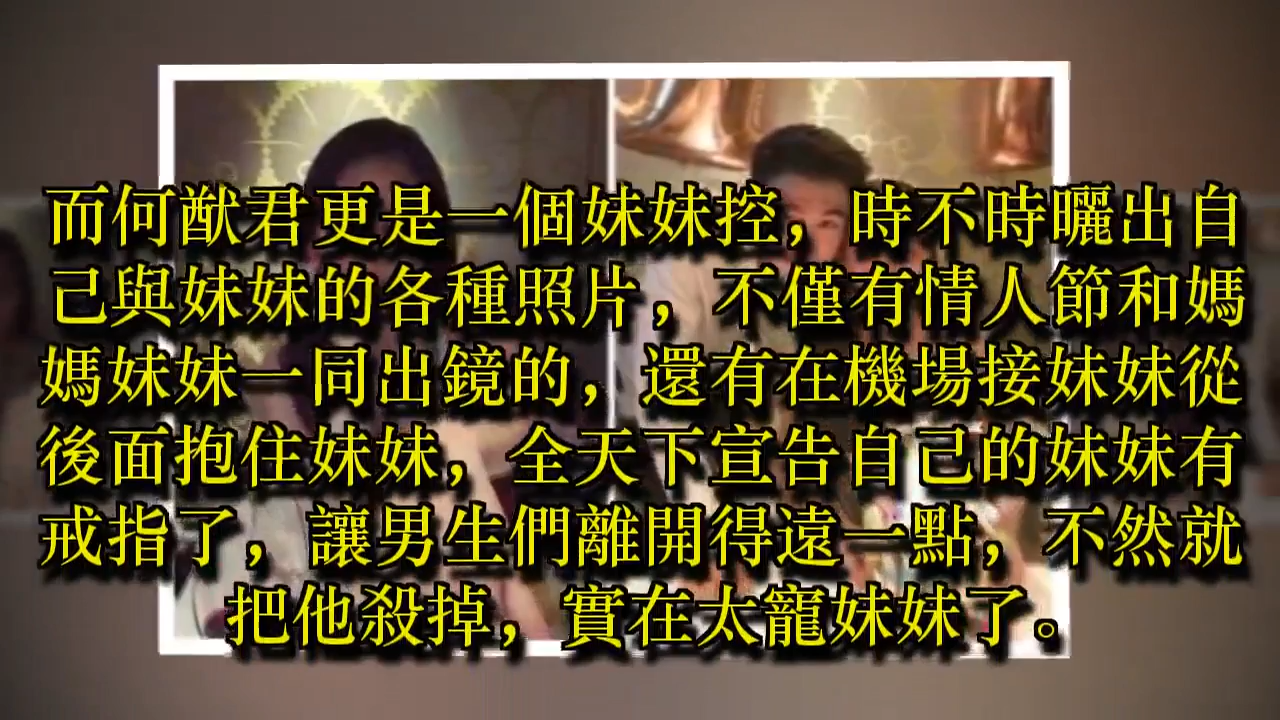 而何猷君更是一個妹妹控，時不時曬出自
己與妹妹的各種照片，不僅有情人節和媽
媽妹妹一同出鏡的，還有在機場接妹妹從
後面抱住妹妹，全天下宣告自己的妹妹有
戒指了，讓男生們離開得遠一點，不然就
把他殺掉，實在太寵妹妹了。